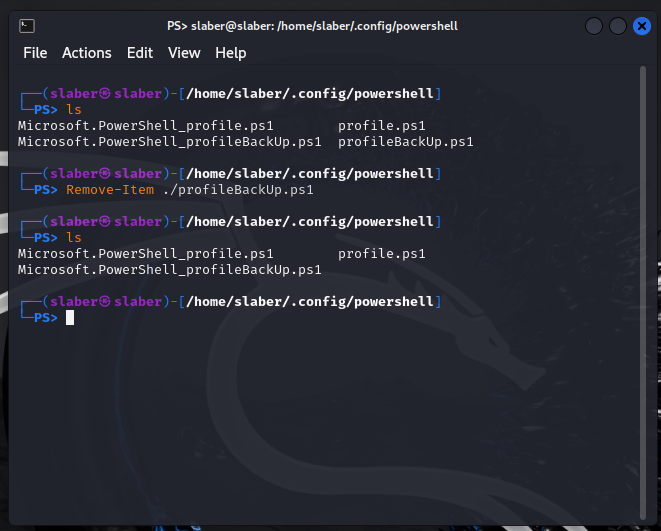 PS> slaber@slaber: /home/slaber/.config/powershell
File Actions Edit View Help
┌──(slaber㉿slaber)-[/home/slaber/.config/powershell]
└─PS> ls
Microsoft.PowerShell_profile.ps1        profile.ps1
Microsoft.PowerShell_profileBackUp.ps1  profileBackUp.ps1
┌──(slaber㉿slaber)-[/home/slaber/.config/powershell]
└─PS> Remove-Item ./profileBackUp.ps1
┌──(slaber㉿slaber)-[/home/slaber/.config/powershell]
└─PS> ls
Microsoft.PowerShell_profile.ps1        profile.ps1
Microsoft.PowerShell_profileBackUp.ps1
┌──(slaber㉿slaber)-[/home/slaber/.config/powershell]
└─PS>